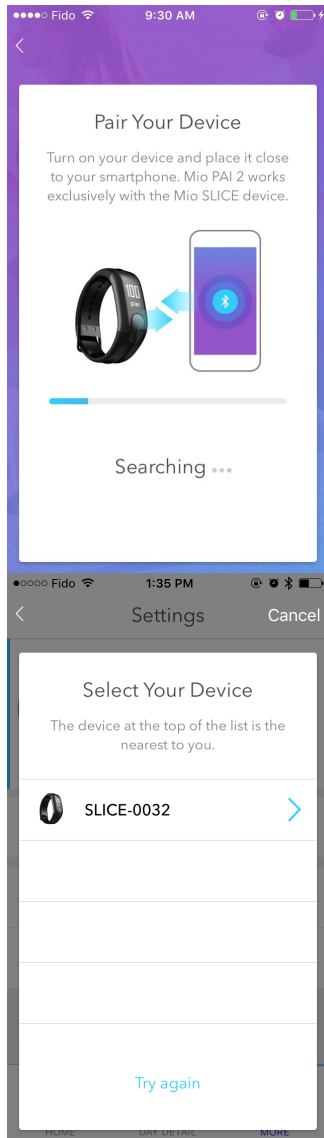 Fido 9:30 AM
Pair Your Device
Turn on your device and place it close
to your smartphone. Mio PAI 2 works
exclusively with the Mio SLICE device.
100
PAI
Searching ...
Fido 1:35 PM
Settings Cancel
Select Your Device
The device at the top of the list is the
nearest to you.
SLICE-0032
Try again
HOME DAY DETAIL MORE